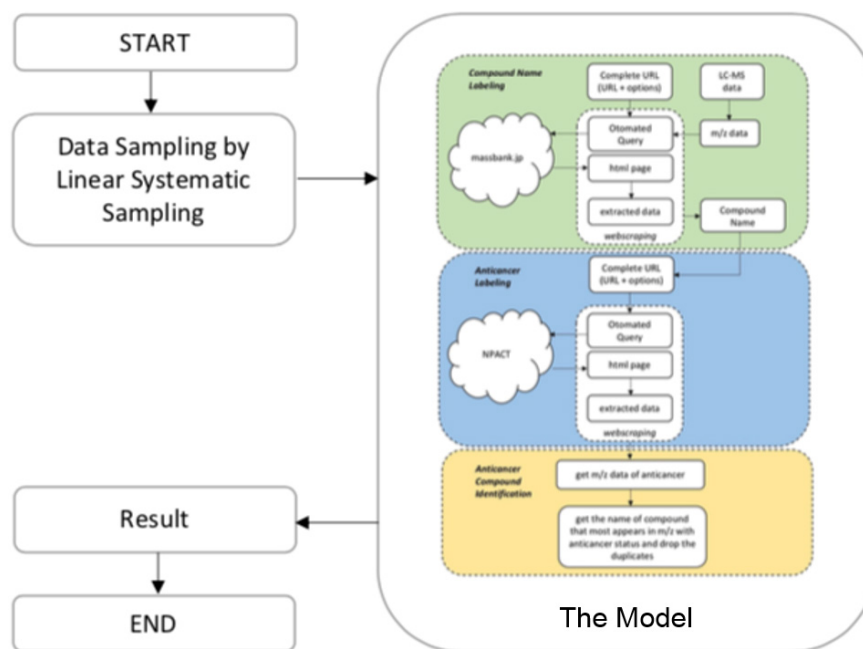 START
Data Sampling by
Linear Systematic
Sampling
Result
END
Compound Name
Labeling
Complete URL
(URL + options)
LC-MS
data
massbank.jp
Otomated
Query
m/z data
html page
extracted data
webscraping
Compound
Name
Anticancer
Labeling
Complete URL
(URL + options)
NPACT
Otomated
Query
html page
extracted data
webscraping
Anticancer
Compound
Identification
get m/z data of anticancer
get the name of compound
that most appears in m/z with
anticancer status and drop the
duplicates
The Model